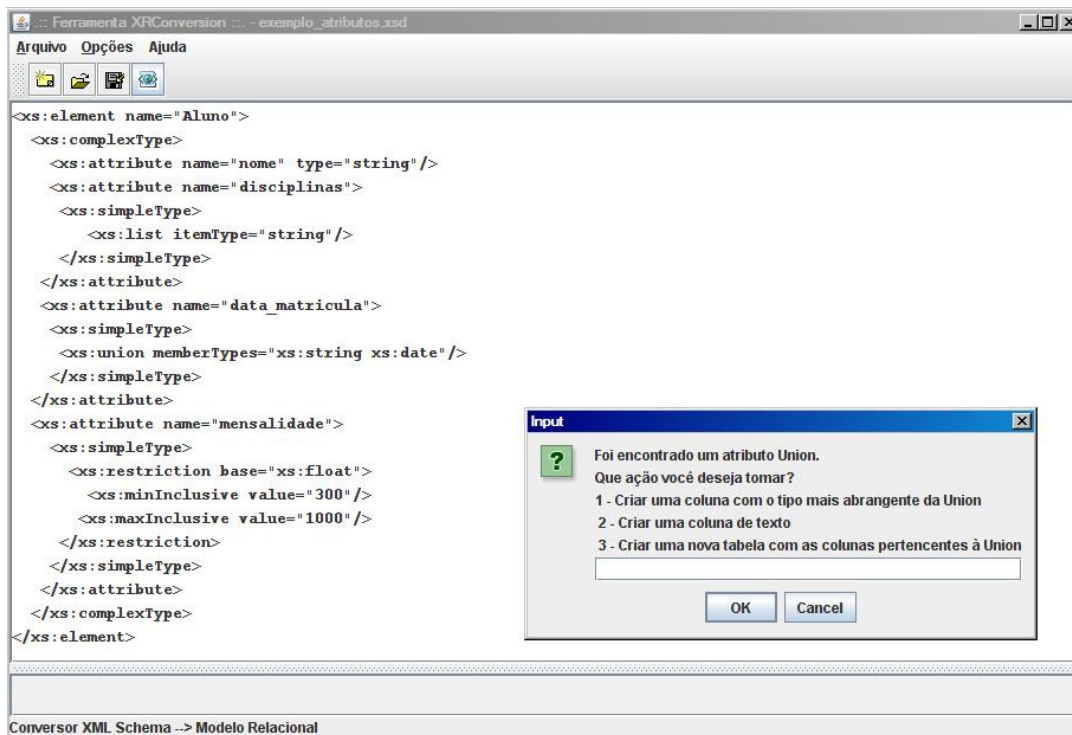 .:: Ferramenta XRConversion ::. - exemplo_atributos.xsd
Arquivo Opções Ajuda
<xs:element name="Aluno">
<xs:complexType>
<xs:attribute name="nome" type="string"/>
<xs:attribute name="disciplinas">
<xs:simpleType>
<xs:list itemType="string"/>
</xs:simpleType>
</xs:attribute>
<xs:attribute name="data_matricula">
<xs:simpleType>
<xs:union memberTypes="xs:string xs:date"/>
</xs:simpleType>
</xs:attribute>
<xs:attribute name="mensalidade">
<xs:simpleType>
<xs:restriction base="xs:float">
<xs:minInclusive value="300"/>
<xs:maxInclusive value="1000"/>
</xs:restriction>
</xs:simpleType>
</xs:attribute>
</xs:complexType>
</xs:element>
Input
Foi encontrado um atributo Union.
Que ação você deseja tomar?
1 - Criar uma coluna com o tipo mais abrangente da Union
2 - Criar uma coluna de texto
3 - Criar uma nova tabela com as colunas pertencentes à Union
OK Cancel
Conversor XML Schema --> Modelo Relacional